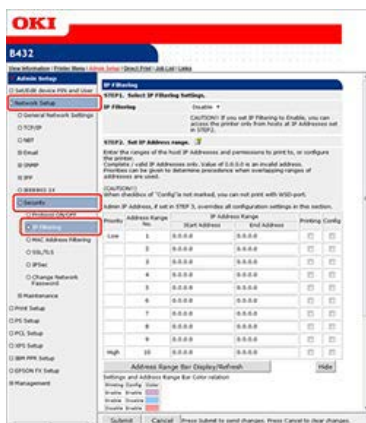 OKI
B432
View Information | Printer Menu | Admin Setup | Direct Print | Job List | Links
Admin Setup
Set/Edit device PIN and User
Network Setup
General Network Settings
TCP/IP
NBT
Email
SNMP
IPP
IEEE802.1X
Security
Protocol ON/OFF
IP Filtering
MAC Address Filtering
SSL/TLS
IPSec
Change Network Password
Maintenance
Print Setup
PS Setup
PCL Setup
XPS Setup
IBM PPR Setup
EPSON FX Setup
Management
IP Filtering
STEP1. Select IP Filtering Settings.
IP Filtering Disable
CAUTION!! If you set IP Filtering to Enable, you can
access the printer only from hosts at IP Addresses set
in STEP2.
STEP2. Set IP Address range.
Enter the ranges of the host IP Addresses and permissions to print to, or configure
the printer.
Complete / valid IP Addresses only. Value of 0.0.0.0 is an invalid address.
Priorities can be given to determine precedence when overlapping ranges of
addresses are used.
(CAUTION!)
When checkbox of "Config"is not marked, you can not print with WSD-port.
Admin IP Address, if set in STEP 3, overrides all configuration settings in this section.
Priority Address Range No. IP Address Range Printing Config
Start Address End Address
Low 1 0.0.0.0 0.0.0.0
2 0.0.0.0 0.0.0.0
3 0.0.0.0 0.0.0.0
4 0.0.0.0 0.0.0.0
5 0.0.0.0 0.0.0.0
6 0.0.0.0 0.0.0.0
7 0.0.0.0 0.0.0.0
8 0.0.0.0 0.0.0.0
9 0.0.0.0 0.0.0.0
High 10 0.0.0.0 0.0.0.0
Address Range Bar Display/Refresh Hide
Settings and Address Range Bar Color relation
Printing Config Color
Enable Enable
Enable Disable
Disable Enable
Submit Cancel Press Submit to send changes. Press Cancel to clear changes.